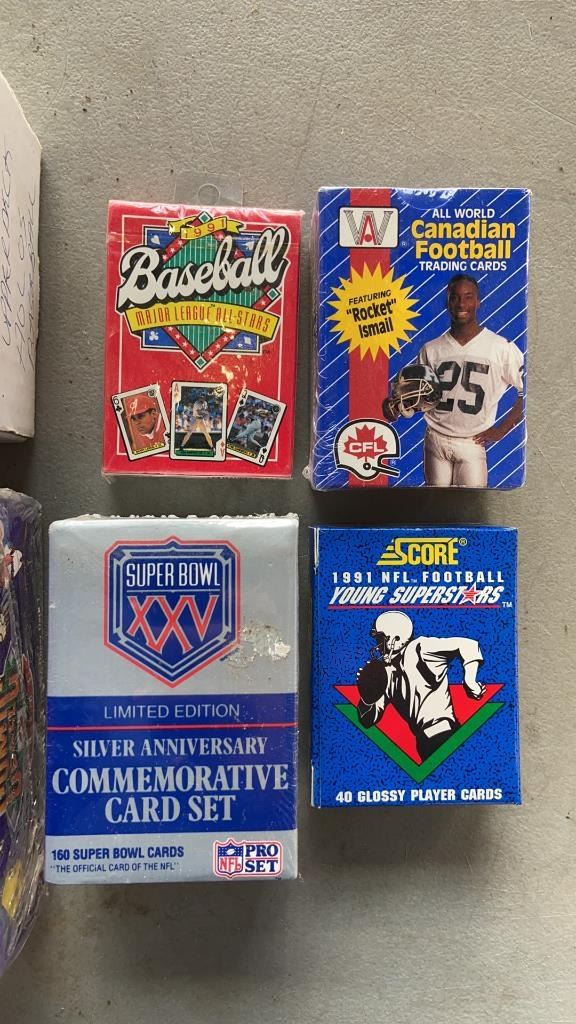 1991
Baseball
MAJOR LEAGUE ALL-STARS
WA
®
ALL WORLD
Canadian
Football
TRADING CARDS
FEATURING
"Rocket"
Ismail
25
CFL
®
SUPER BOWL
XXV
LIMITED EDITION
SILVER ANNIVERSARY
COMMEMORATIVE
CARD SET
160 SUPER BOWL CARDS
"THE OFFICIAL CARD OF THE NFL"
NFL
PRO
SET
SCORE®
1991 NFL FOOTBALL
YOUNG SUPERSTARS™
40 GLOSSY PLAYER CARDS